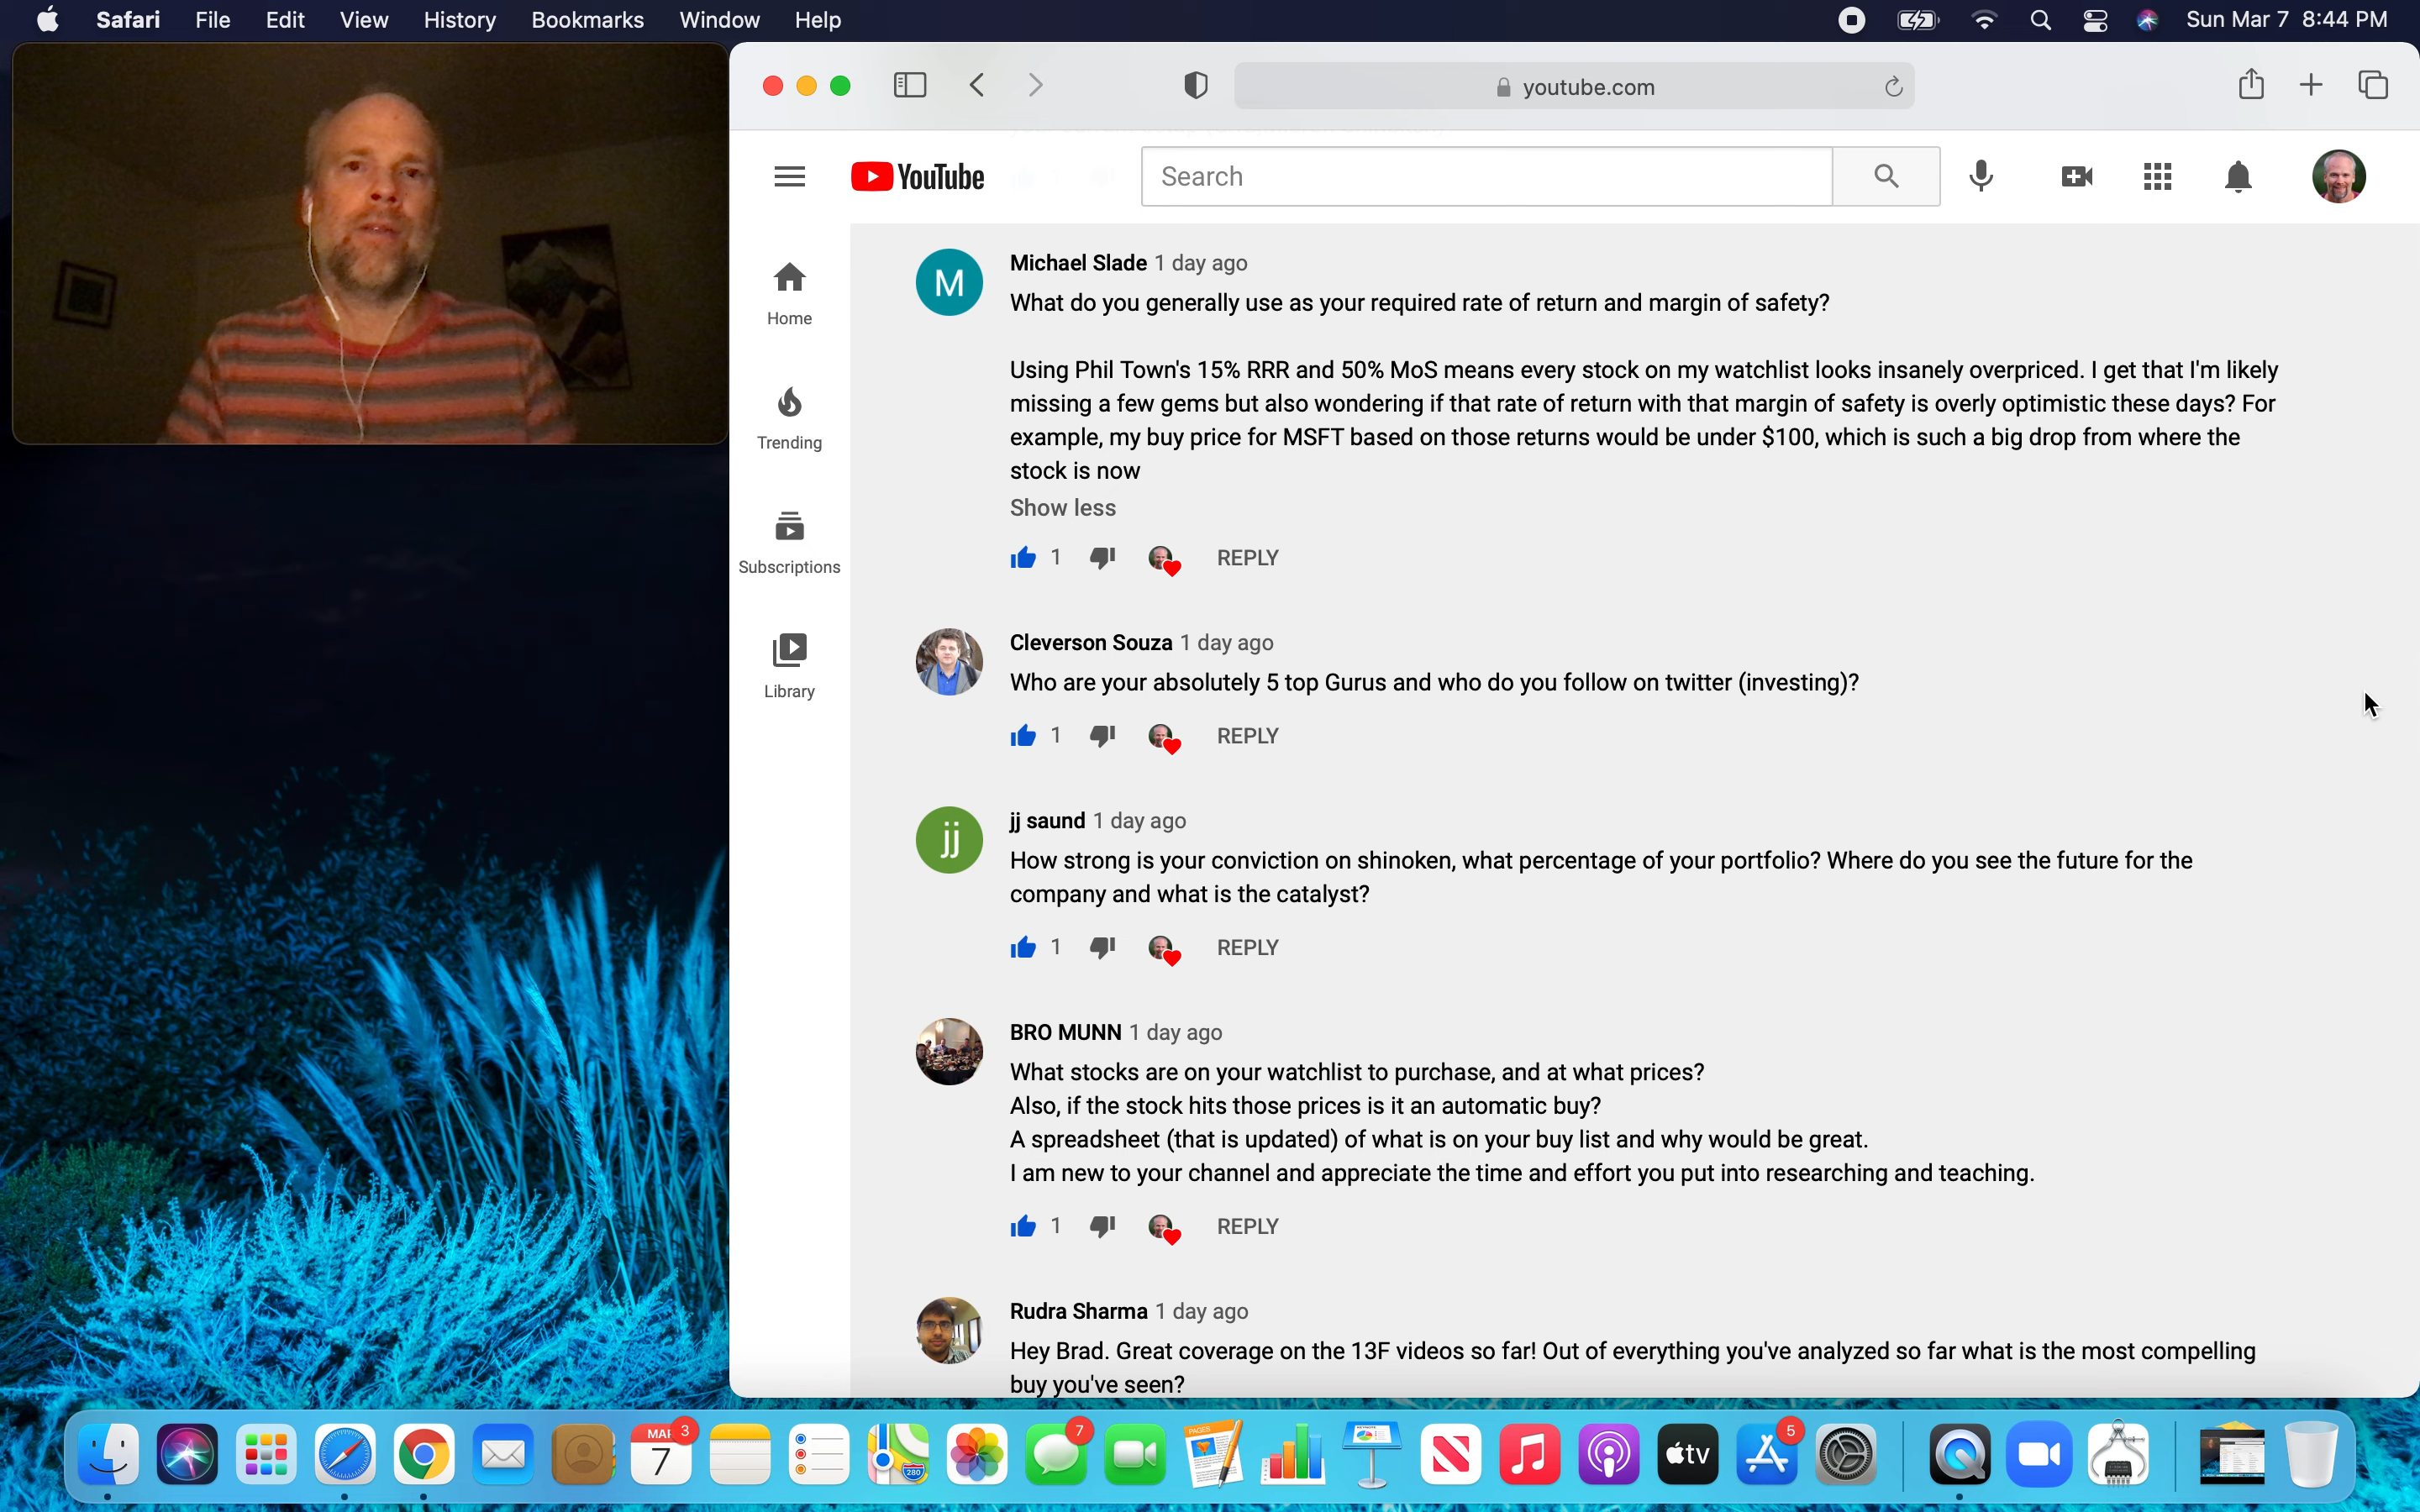 Safari File Edit View History Bookmarks Window Help Sun Mar 7 8:44 PM
youtube.com
YouTube
Search
Home
Trending
Subscriptions
Library
M
Michael Slade 1 day ago
What do you generally use as your required rate of return and margin of safety?
Using Phil Town's 15% RRR and 50% MoS means every stock on my watchlist looks insanely overpriced. I get that I'm likely
missing a few gems but also wondering if that rate of return with that margin of safety is overly optimistic these days? For
example, my buy price for MSFT based on those returns would be under $100, which is such a big drop from where the
stock is now
Show less
1 REPLY
Cleverson Souza 1 day ago
Who are your absolutely 5 top Gurus and who do you follow on twitter (investing)?
1 REPLY
jj
jj saund 1 day ago
How strong is your conviction on shinoken, what percentage of your portfolio? Where do you see the future for the
company and what is the catalyst?
1 REPLY
BRO MUNN 1 day ago
What stocks are on your watchlist to purchase, and at what prices?
Also, if the stock hits those prices is it an automatic buy?
A spreadsheet (that is updated) of what is on your buy list and why would be great.
I am new to your channel and appreciate the time and effort you put into researching and teaching.
1 REPLY
Rudra Sharma 1 day ago
Hey Brad. Great coverage on the 13F videos so far! Out of everything you've analyzed so far what is the most compelling
buy you've seen?
MAR 3
7
280
7
PAGES
tv
5